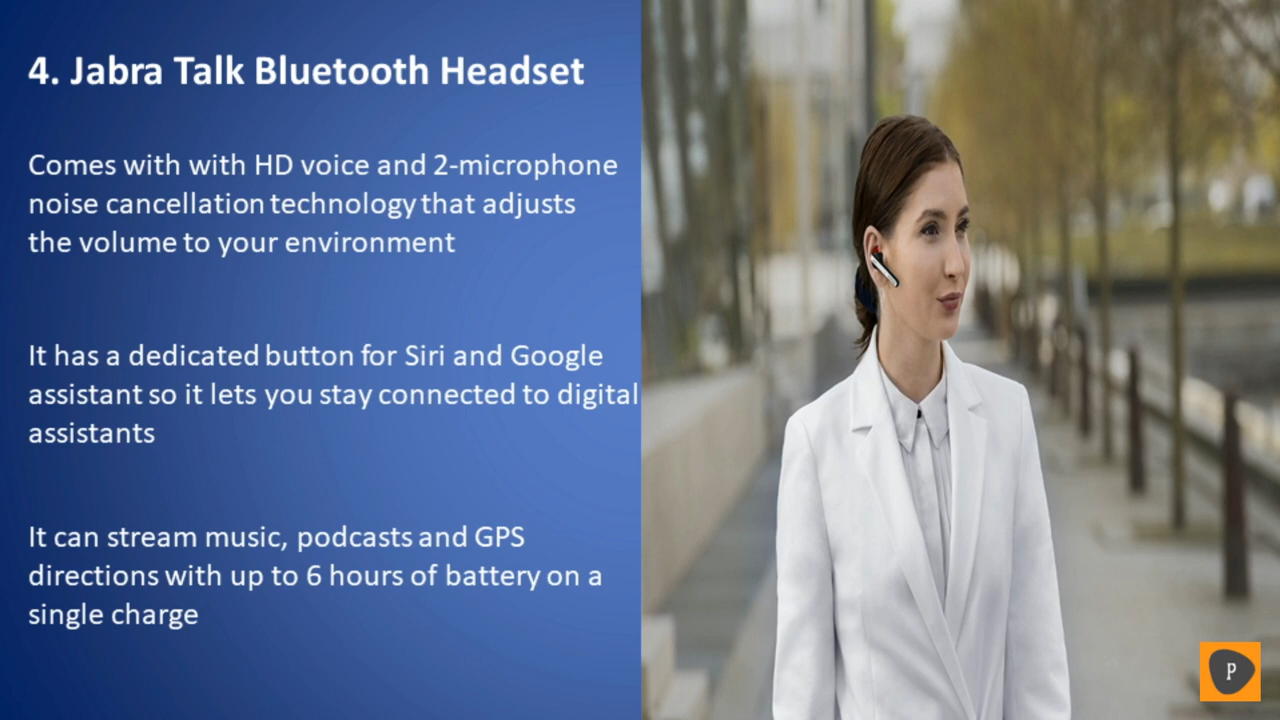 4. Jabra Talk Bluetooth Headset
Comes with with HD voice and 2-microphone
noise cancellation technology that adjusts
the volume to your environment
It has a dedicated button for Siri and Google
assistant so it lets you stay connected to digital
assistants
It can stream music, podcasts and GPS
directions with up to 6 hours of battery on a
single charge
P